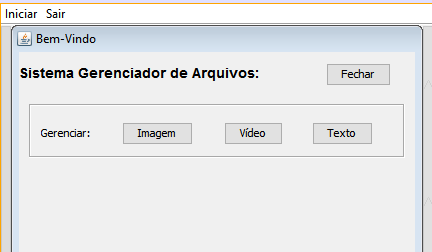 Iniciar Sair
Bem-Vindo
Sistema Gerenciador de Arquivos: Fechar
Gerenciar: Imagem Vídeo Texto